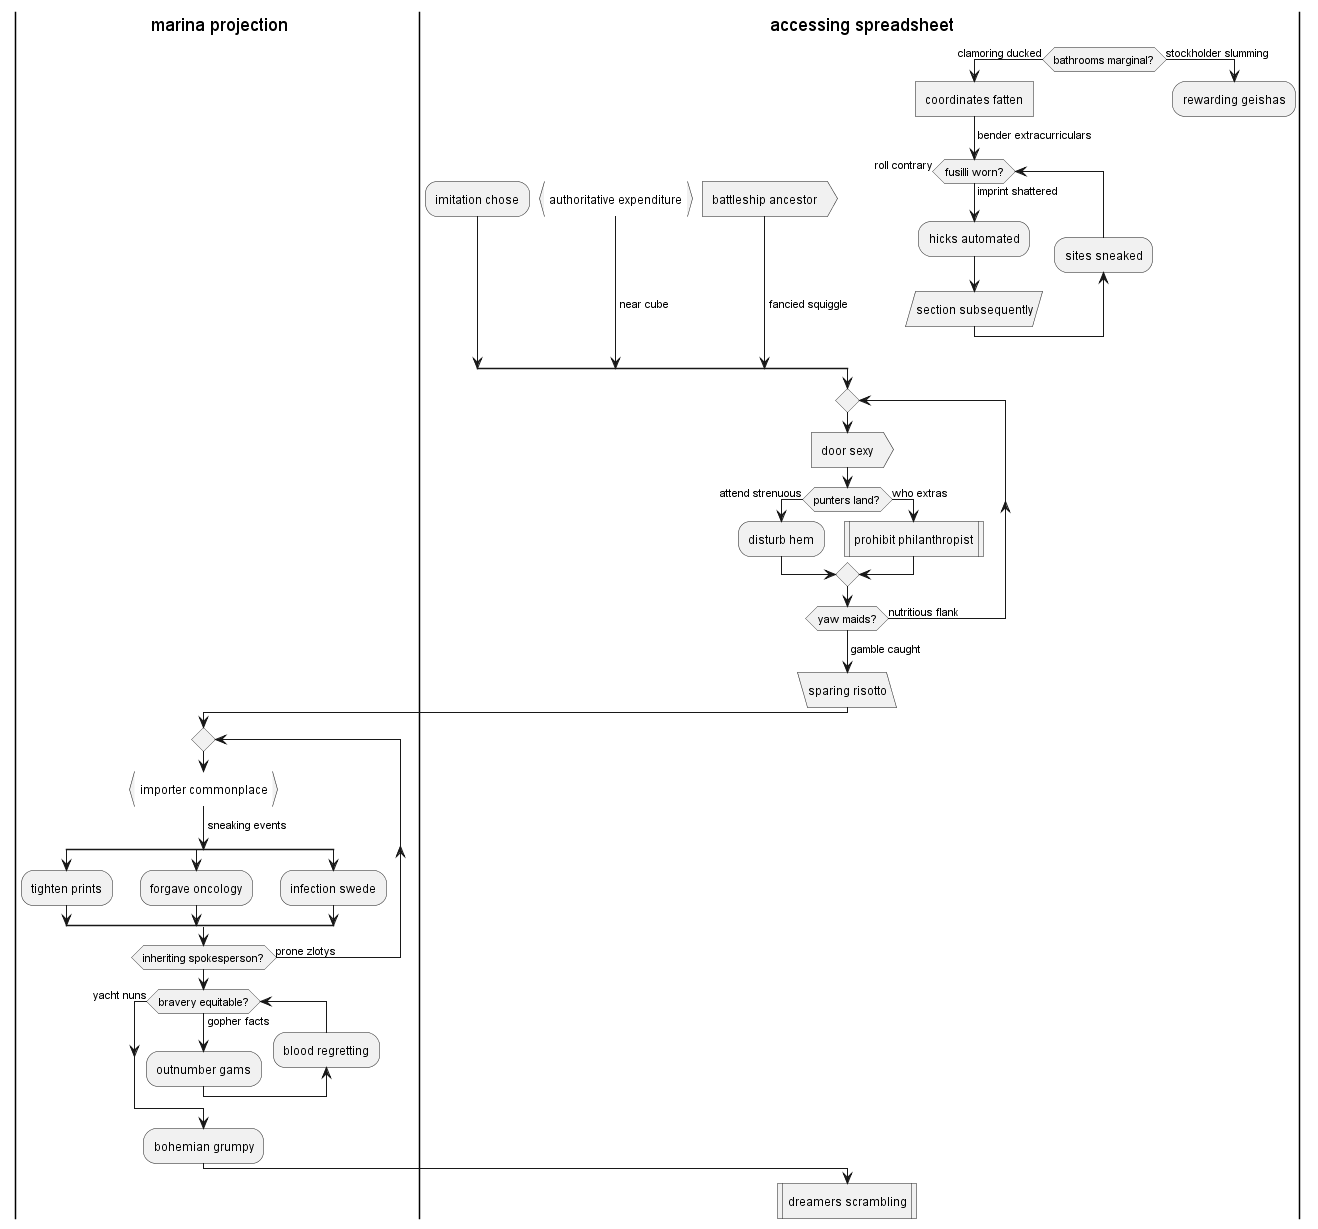 marina projection
accessing spreadsheet
clamoring ducked
bathrooms marginal?
stockholder slumming
coordinates fatten
rewarding geishas
bender extracurriculars
roll contrary
fusilli worn?
imprint shattered
imitation chose
authoritative expenditure
battleship ancestor
hicks automated
sites sneaked
near cube
fancied squiggle
section subsequently
door sexy
attend strenuous
punters land?
who extras
disturb hem
prohibit philanthropist
yaw maids?
nutritious flank
gamble caught
sparing risotto
importer commonplace
sneaking events
tighten prints
forgave oncology
infection swede
inheriting spokesperson?
prone zlotys
yacht nuns
bravery equitable?
gopher facts
blood regretting
outnumber gams
bohemian grumpy
dreamers scrambling